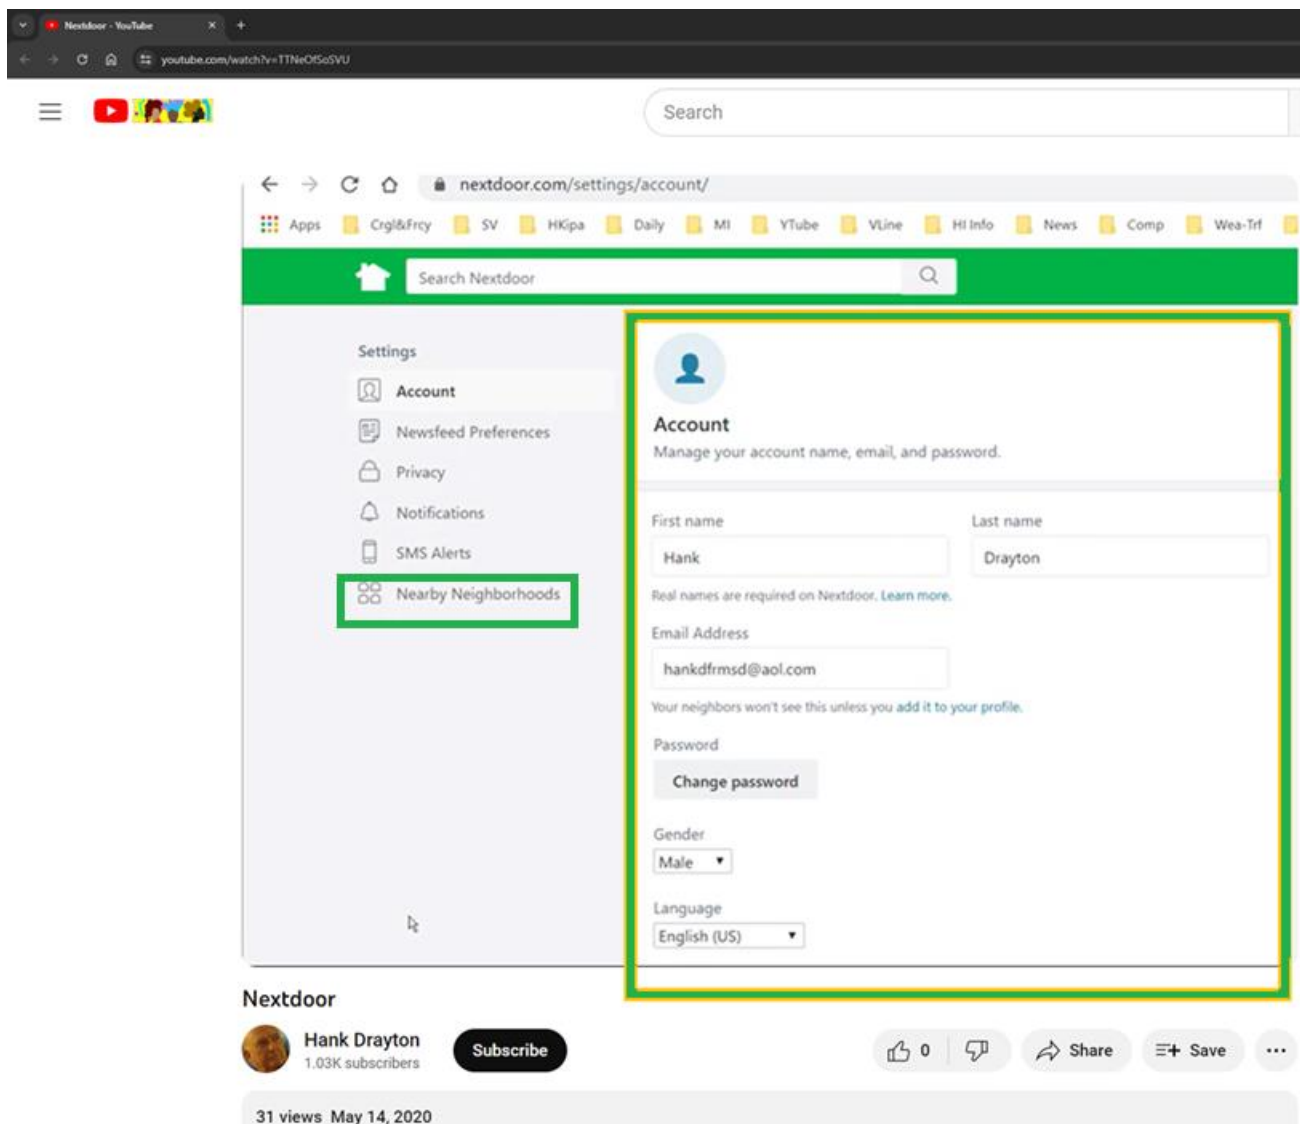 Nextdoor - YouTube
youtube.com/watch?v=TTNeOfSoSVU
Search
nextdoor.com/settings/account/
Apps Crgl&Frcy SV HKipa Daily MI YTube VLine HI Info News Comp Wea-Trf
Search Nextdoor
Settings
Account
Newsfeed Preferences
Privacy
Notifications
SMS Alerts
Nearby Neighborhoods
Account
Manage your account name, email, and password.
First name Last name
Hank Drayton
Real names are required on Nextdoor. Learn more.
Email Address
hankdfrmsd@aol.com
Your neighbors won't see this unless you add it to your profile.
Password
Change password
Gender
Male
Language
English (US)
Nextdoor
Hank Drayton
1.03K subscribers
Subscribe
0
Share
Save
31 views May 14, 2020